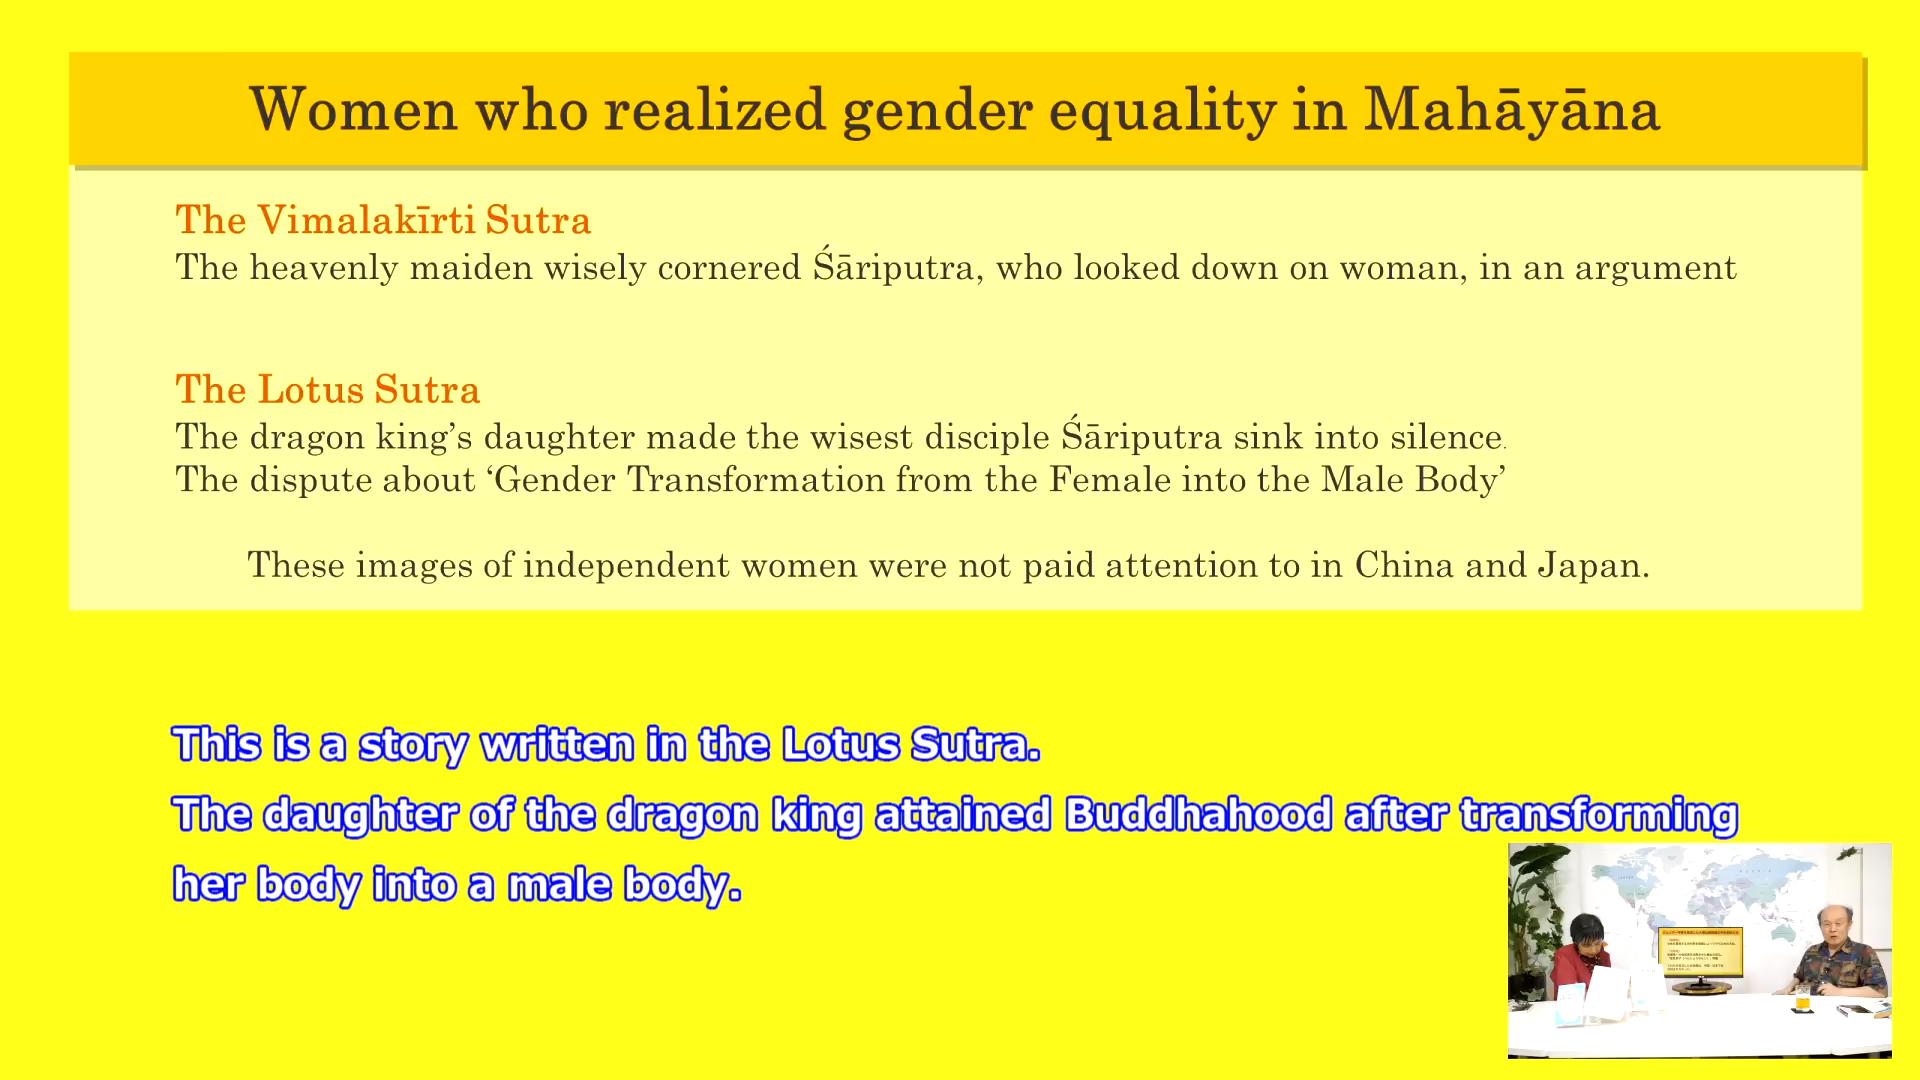 Women who realized gender equality in Mahāyāna
The Vimalakīrti Sutra
The heavenly maiden wisely cornered Śāriputra, who looked down on woman, in an argument
The Lotus Sutra
The dragon king’s daughter made the wisest disciple Śāriputra sink into silence.
The dispute about ‘Gender Transformation from the Female into the Male Body’
These images of independent women were not paid attention to in China and Japan.
This is a story written in the Lotus Sutra.
The daughter of the dragon king attained Buddhahood after transforming
her body into a male body.